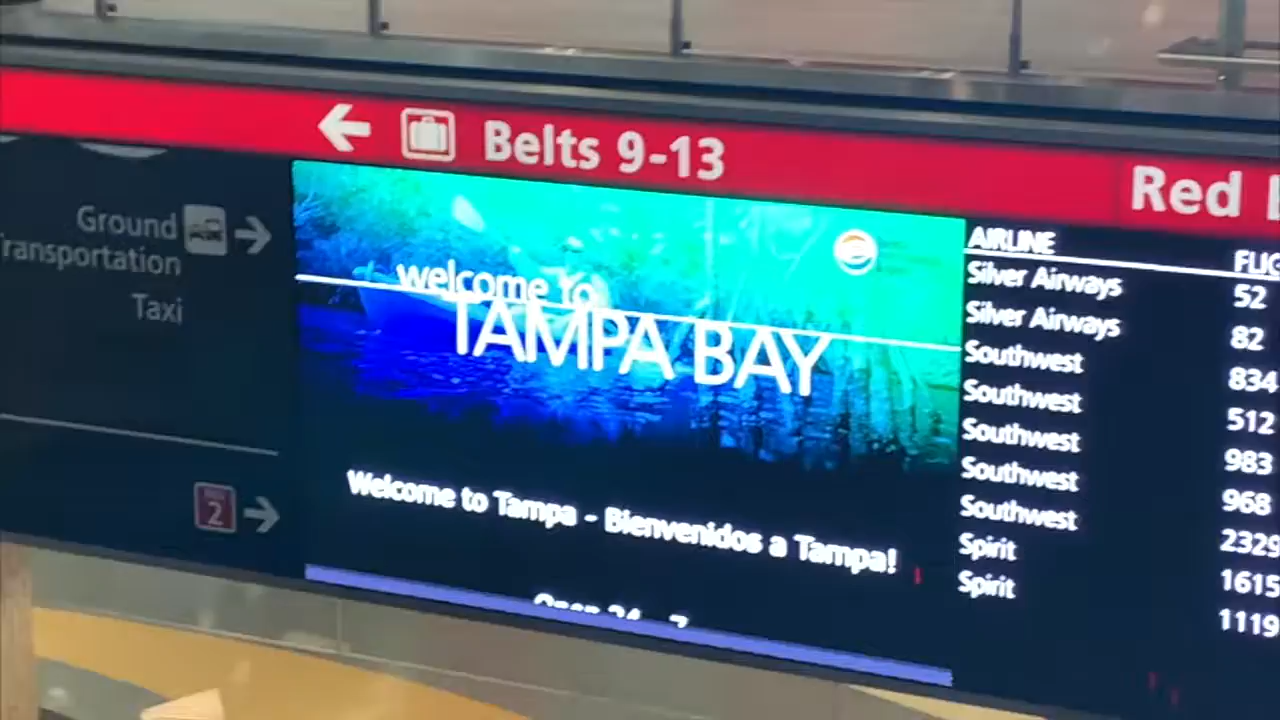 Belts 9-13
Red
Ground
Transportation
Taxi
2
welcome To
TAMPA BAY
Welcome to Tampa - Bienvenidos a Tampa!
AIRLINE FLIG
Silver Airways 52
Silver Airways 82
Southwest 834
Southwest 512
Southwest 983
Southwest 968
Southwest 2329
Spirit 1615
Spirit 1119